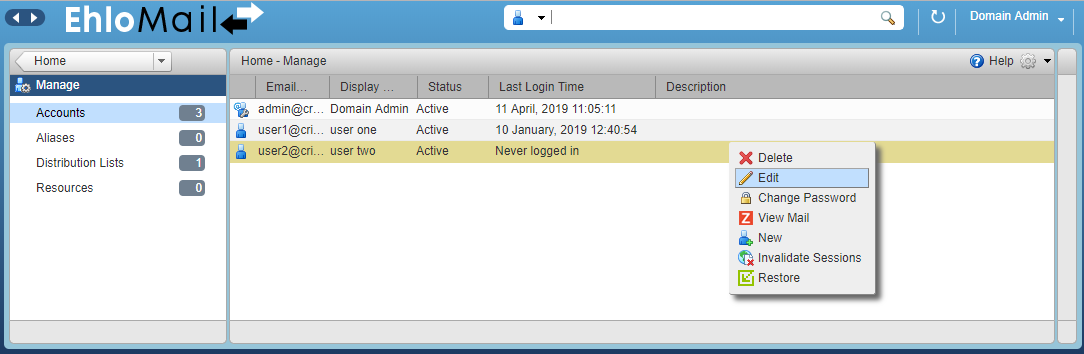 EhloMail
Domain Admin
Home
Home - Manage
Help
Manage
Email... Display ... Status Last Login Time Description
Accounts 3
admin@cr... Domain Admin Active 11 April, 2019 11:05:11
Aliases 0
user1@cri... user one Active 10 January, 2019 12:40:54
Distribution Lists 1
user2@cri... user two Active Never logged in
Resources 0
Delete
Edit
Change Password
Z View Mail
New
Invalidate Sessions
Restore